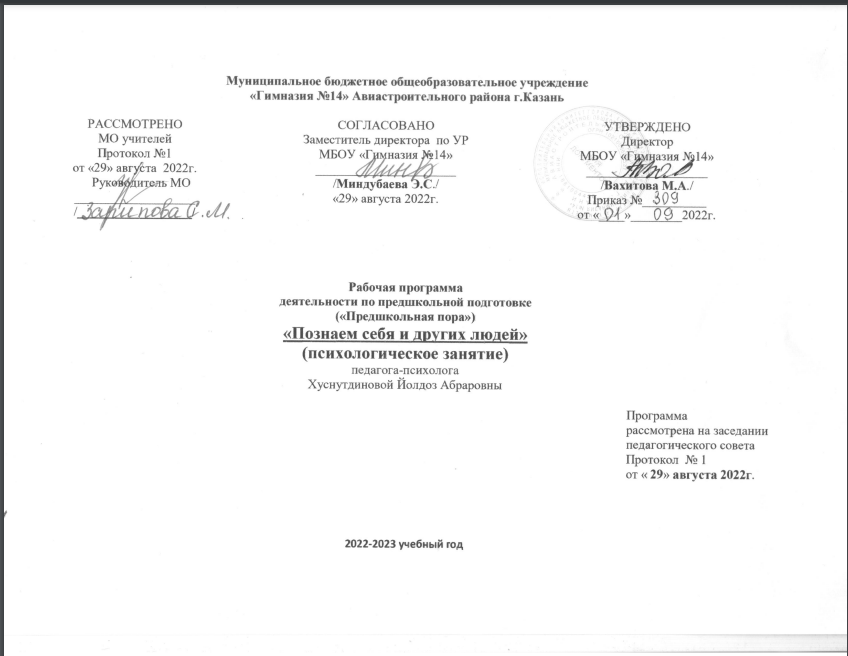 Муниципальное бюджетное общеобразовательное учреждение
«Гимназия №14» Авиастроительного района г.Казань
РАССМОТРЕНО
МО учителей
Протокол №1
от «29» августа 2022г.
Руководитель МО
/ Зарипова С.М.
СОГЛАСОВАНО
Заместитель директора по УР
МБОУ «Гимназия №14»
/Миндубаева Э.С./
«29» августа 2022г.
УТВЕРЖДЕНО
Директор
МБОУ «Гимназия №14»
/Вахитова М.А./
Приказ № 309
от «01» 09 2022г.
Рабочая программа
деятельности по предшкольной подготовке
(«Предшкольная пора»)
«Познаем себя и других людей»
(психологическое занятие)
педагога-психолога
Хуснутдиновой Йолдоз Абраровны
Программа
рассмотрена на заседании
педагогического совета
Протокол № 1
от « 29» августа 2022г.
2022-2023 учебный год